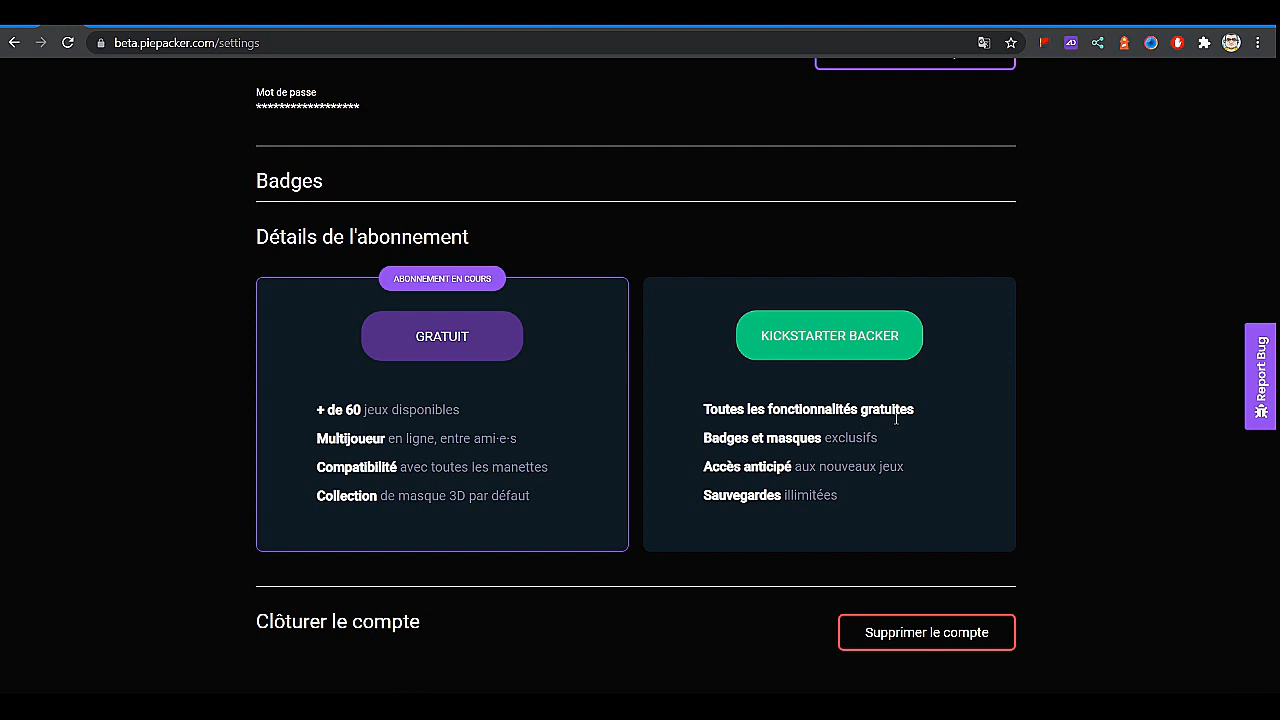 beta.piepacker.com/settings
Mot de passe
******************
Badges
Détails de l'abonnement
ABONNEMENT EN COURS
GRATUIT
+ de 60 jeux disponibles
Multijoueur en ligne, entre ami·e·s
Compatibilité avec toutes les manettes
Collection de masque 3D par défaut
KICKSTARTER BACKER
Toutes les fonctionnalités gratuites
Badges et masques exclusifs
Accès anticipé aux nouveaux jeux
Sauvegardes illimitées
Report Bug
Clôturer le compte
Supprimer le compte